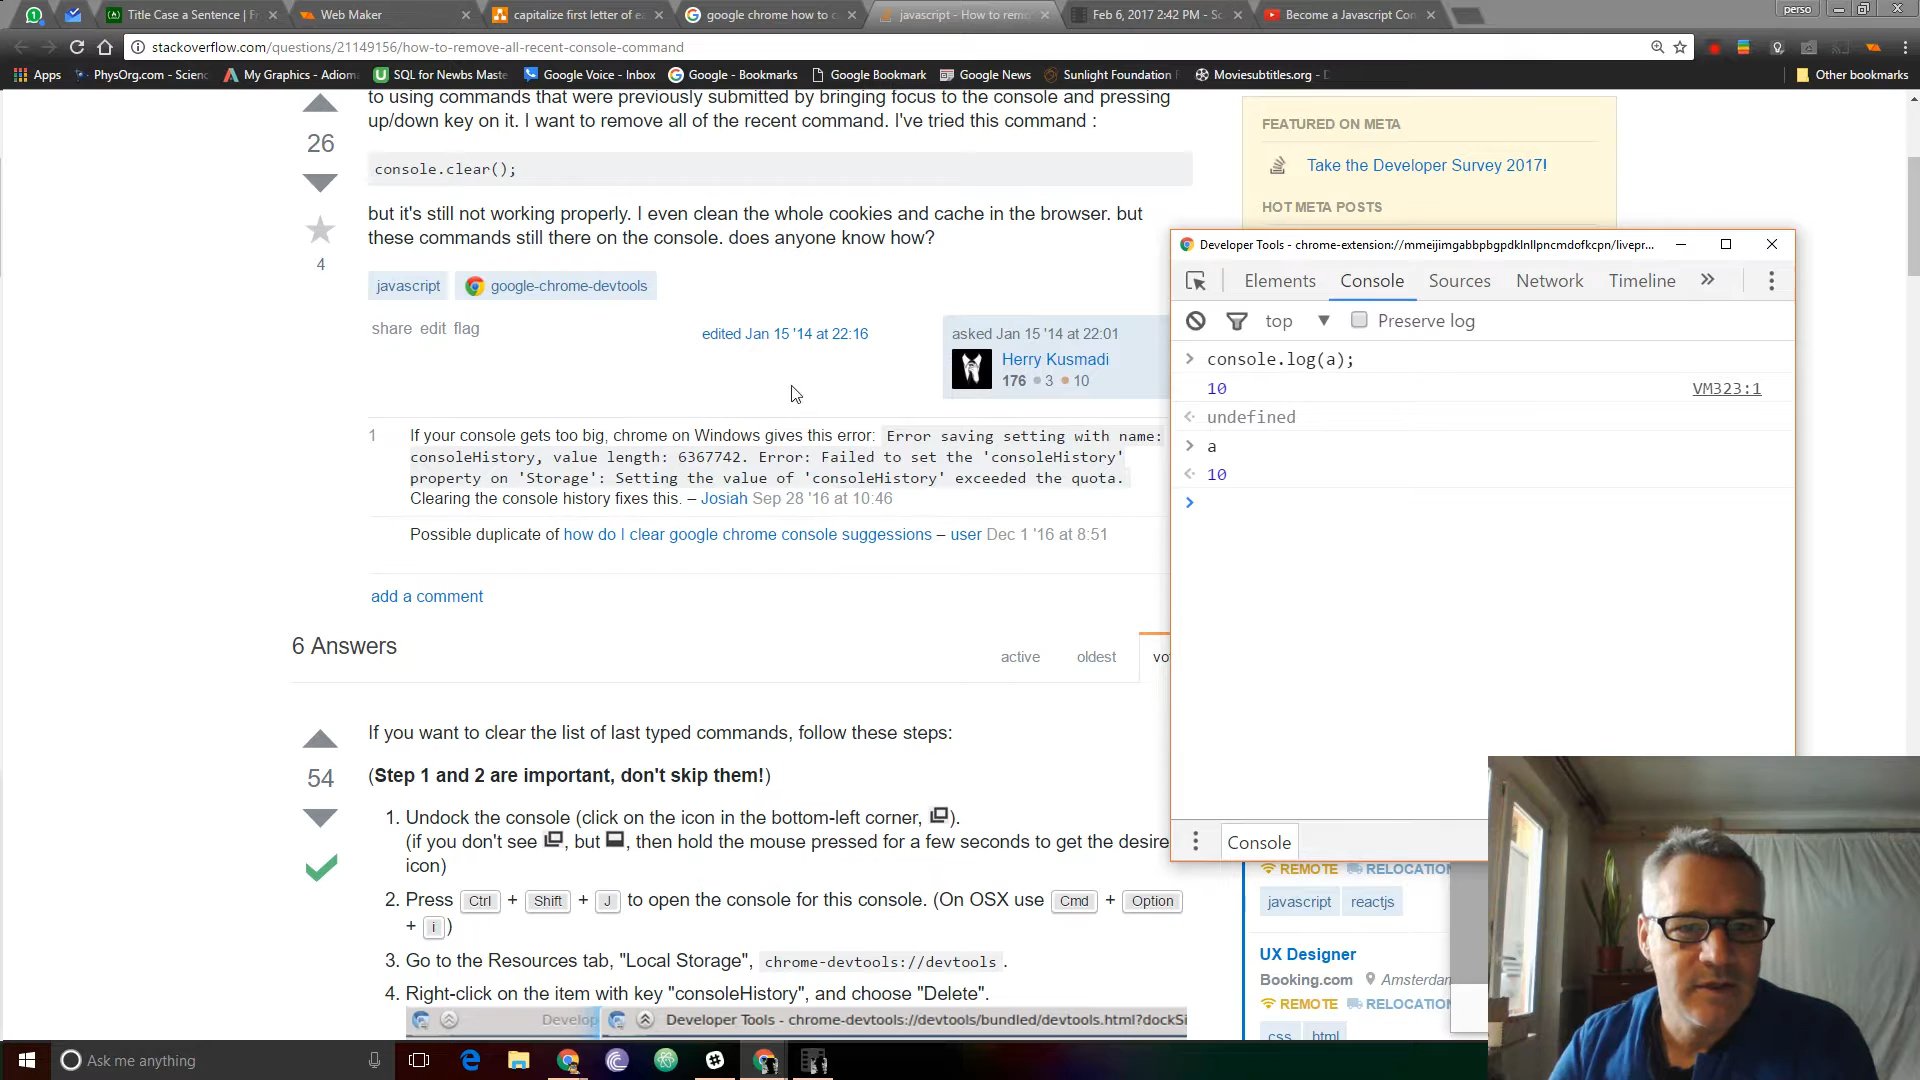 Title Case a Sentence | F
Web Maker
capitalize first letter of e
google chrome how to c
javascript - How to remo
Feb 6, 2017 2:42 PM - Sc
Become a Javascript Con
perso
stackoverflow.com/questions/21149156/how-to-remove-all-recent-console-command
Apps
PhysOrg.com - Scienc
My Graphics - Adiom
SQL for Newbs Maste
Google Voice - Inbox
Google - Bookmarks
Google Bookmark
Google News
Sunlight Foundation
Moviesubtitles.org -
Other bookmarks
to using commands that were previously submitted by bringing focus to the console and pressing
up/down key on it. I want to remove all of the recent command. I've tried this command :
26
console.clear();
but it's still not working properly. I even clean the whole cookies and cache in the browser. but
these commands still there on the console. does anyone know how?
4
javascript
google-chrome-devtools
share edit flag
edited Jan 15 '14 at 22:16
asked Jan 15 '14 at 22:01
Herry Kusmadi
176 3 10
1
If your console gets too big, chrome on Windows gives this error: Error saving setting with name:
consoleHistory, value length: 6367742. Error: Failed to set the 'consoleHistory'
property on 'Storage': Setting the value of 'consoleHistory' exceeded the quota.
Clearing the console history fixes this. – Josiah Sep 28 '16 at 10:46
Possible duplicate of how do I clear google chrome console suggessions – user Dec 1 '16 at 8:51
add a comment
6 Answers
active
oldest
vo
If you want to clear the list of last typed commands, follow these steps:
54
(Step 1 and 2 are important, don't skip them!)
1. Undock the console (click on the icon in the bottom-left corner, ).
(if you don't see , but , then hold the mouse pressed for a few seconds to get the desire
icon)
2. Press Ctrl + Shift + J to open the console for this console. (On OSX use Cmd + Option
+ i )
3. Go to the Resources tab, "Local Storage", chrome-devtools://devtools .
4. Right-click on the item with key "consoleHistory", and choose "Delete".
Develop
Developer Tools - chrome-devtools://devtools/bundled/devtools.html?dockSi
FEATURED ON META
Take the Developer Survey 2017!
HOT META POSTS
Developer Tools - chrome-extension://mmeijimgabbpbgpdklnllpncmdofkcpn/livepr...
Elements
Console
Sources
Network
Timeline
top
Preserve log
console.log(a);
10
VM323:1
undefined
a
10
Console
REMOTE RELOCATION
javascript
reactjs
UX Designer
Booking.com Amsterdam
REMOTE RELOCATION
css
html
Ask me anything